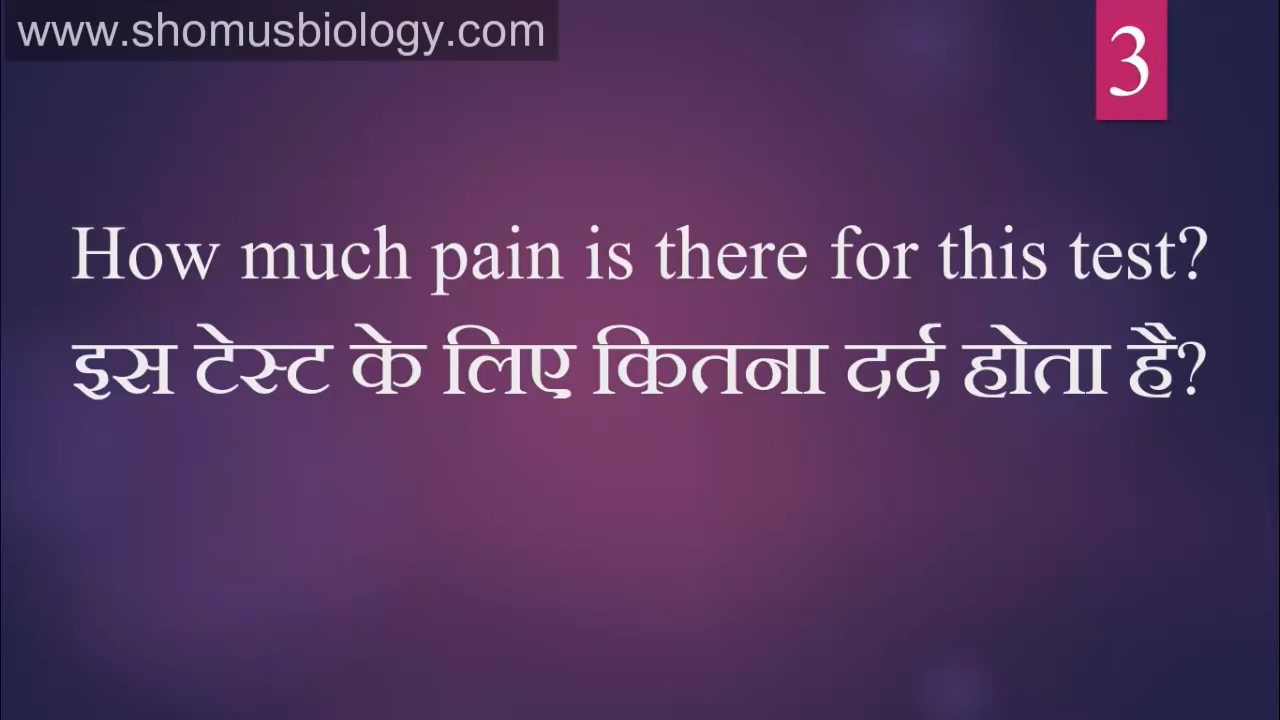 www.shomusbiology.com
3
How much pain is there for this test?
इस टेस्ट के लिए कितना दर्द होता है?